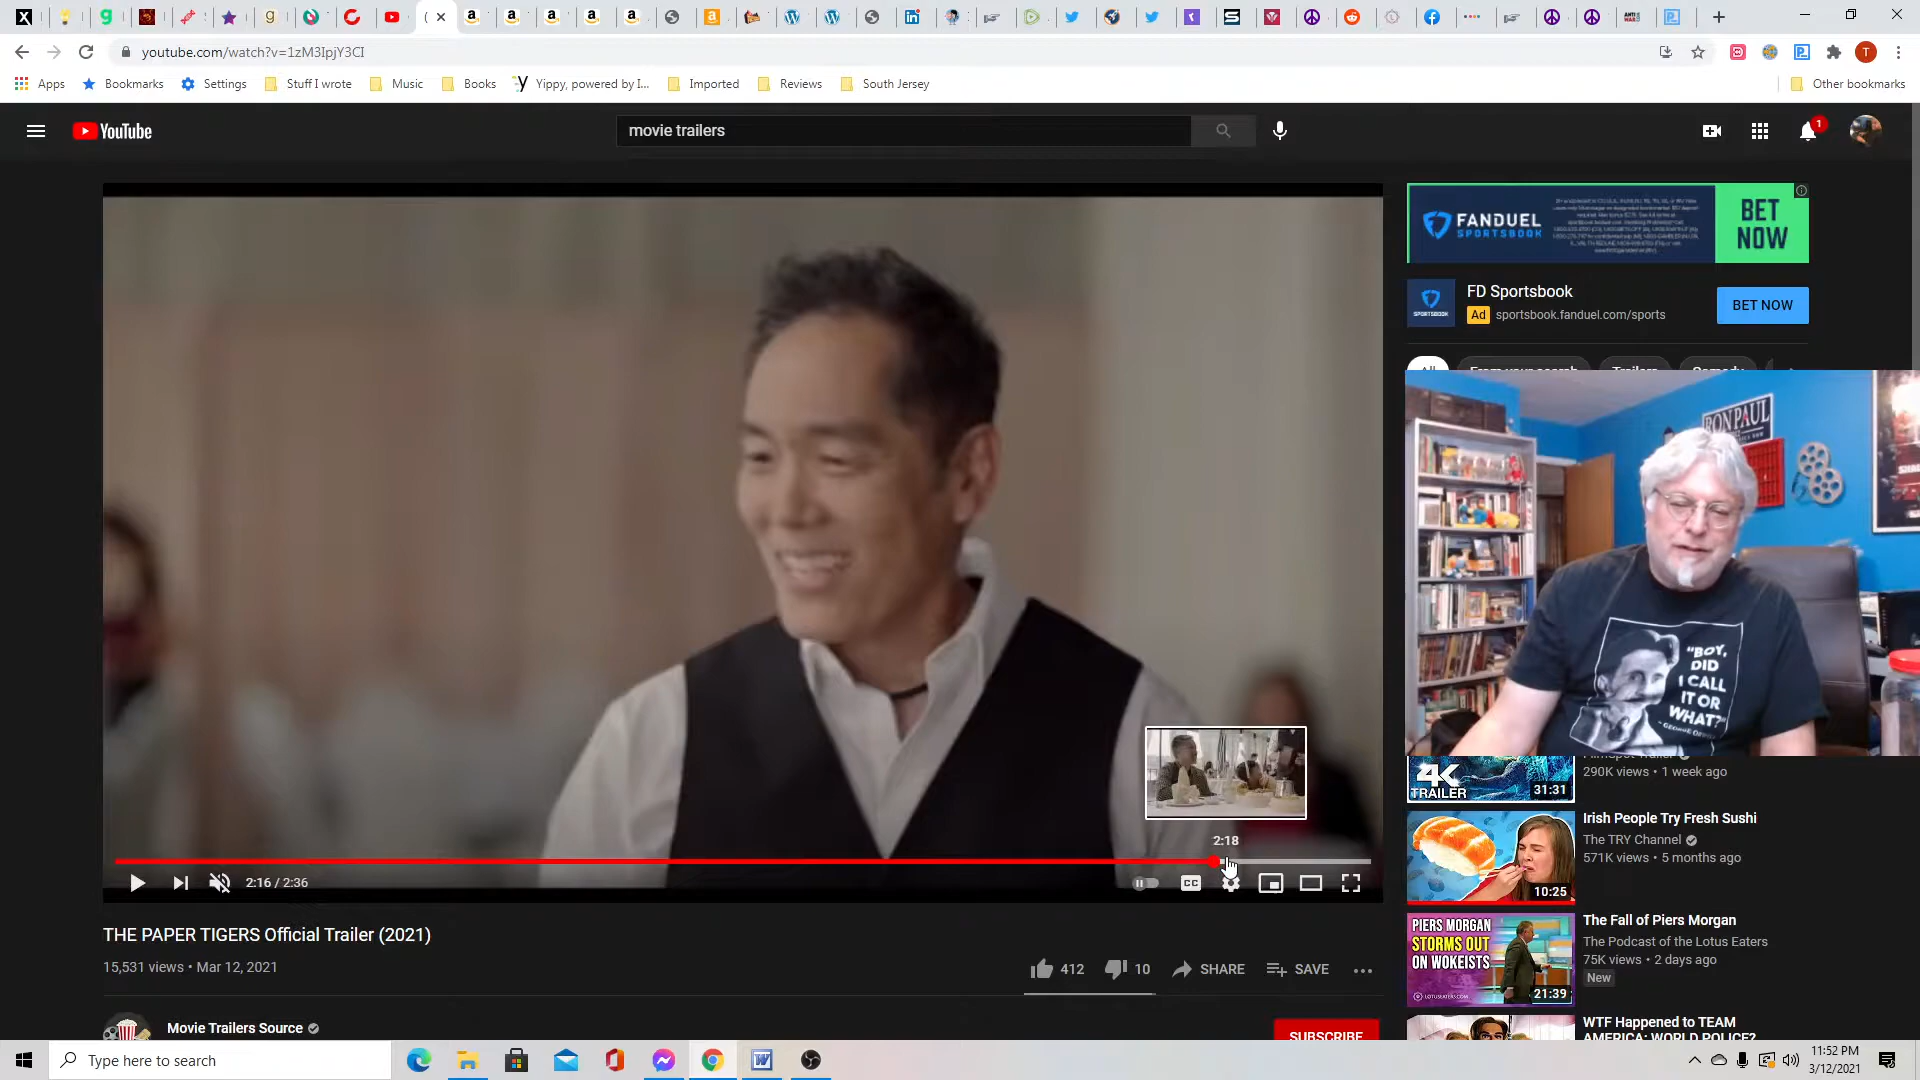 youtube.com/watch?v=1zM3IpjY3CI
Apps
Bookmarks
Settings
Stuff I wrote
Music
Books
Yippy, powered by I...
Imported
Reviews
South Jersey
Other bookmarks
YouTube
movie trailers
1
FANDUEL
SPORTSBOOK
BET
NOW
FD Sportsbook
Ad sportsbook.fanduel.com/sports
BET NOW
RON PAUL
"BOY,
DID
I CALL
IT OR
WHAT?"
2:18
2:16 / 2:36
CC
4K
TRAILER
31:31
290K views • 1 week ago
Irish People Try Fresh Sushi
The TRY Channel
571K views • 5 months ago
10:25
THE PAPER TIGERS Official Trailer (2021)
15,531 views • Mar 12, 2021
412
10
SHARE
SAVE
PIERS MORGAN
STORMS OUT
ON WOKEISTS
21:39
The Fall of Piers Morgan
The Podcast of the Lotus Eaters
75K views • 2 days ago
New
Movie Trailers Source
SUBSCRIBE
WTF Happened to TEAM
AMERICA: WORLD POLICE?
Type here to search
11:52 PM
3/12/2021